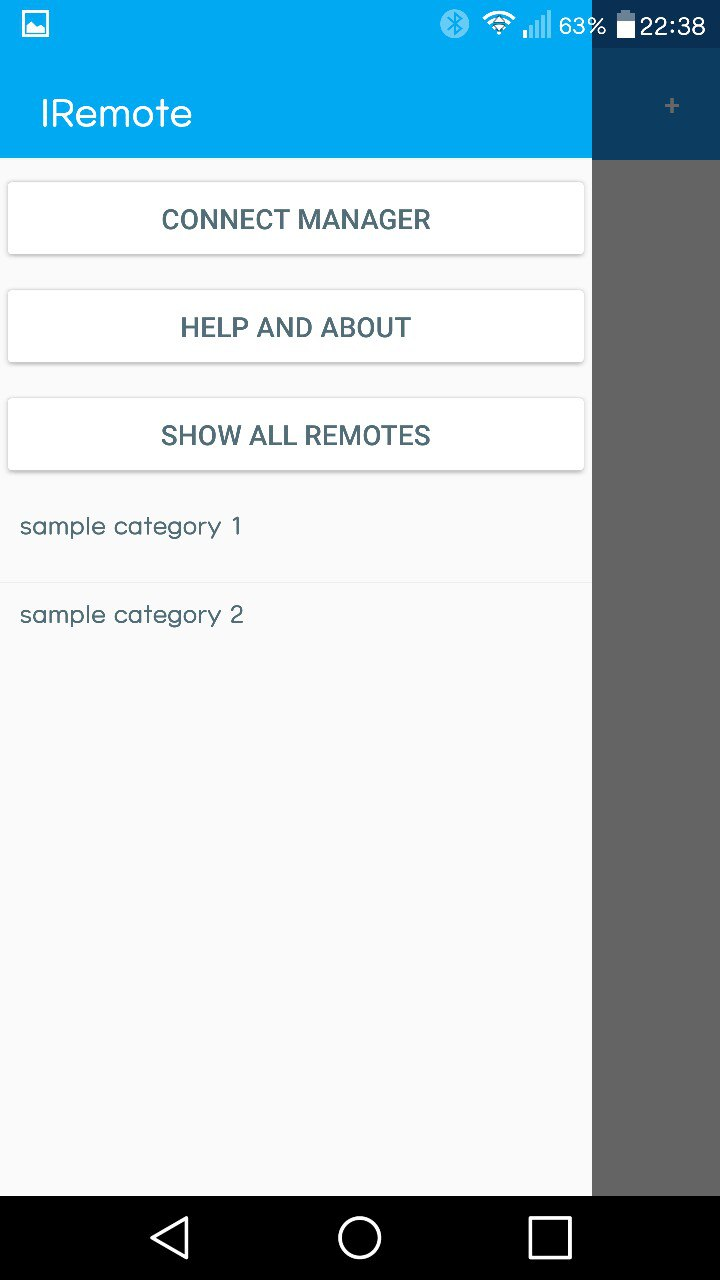 63% 22:38
IRemote
+
CONNECT MANAGER
HELP AND ABOUT
SHOW ALL REMOTES
sample category 1
sample category 2